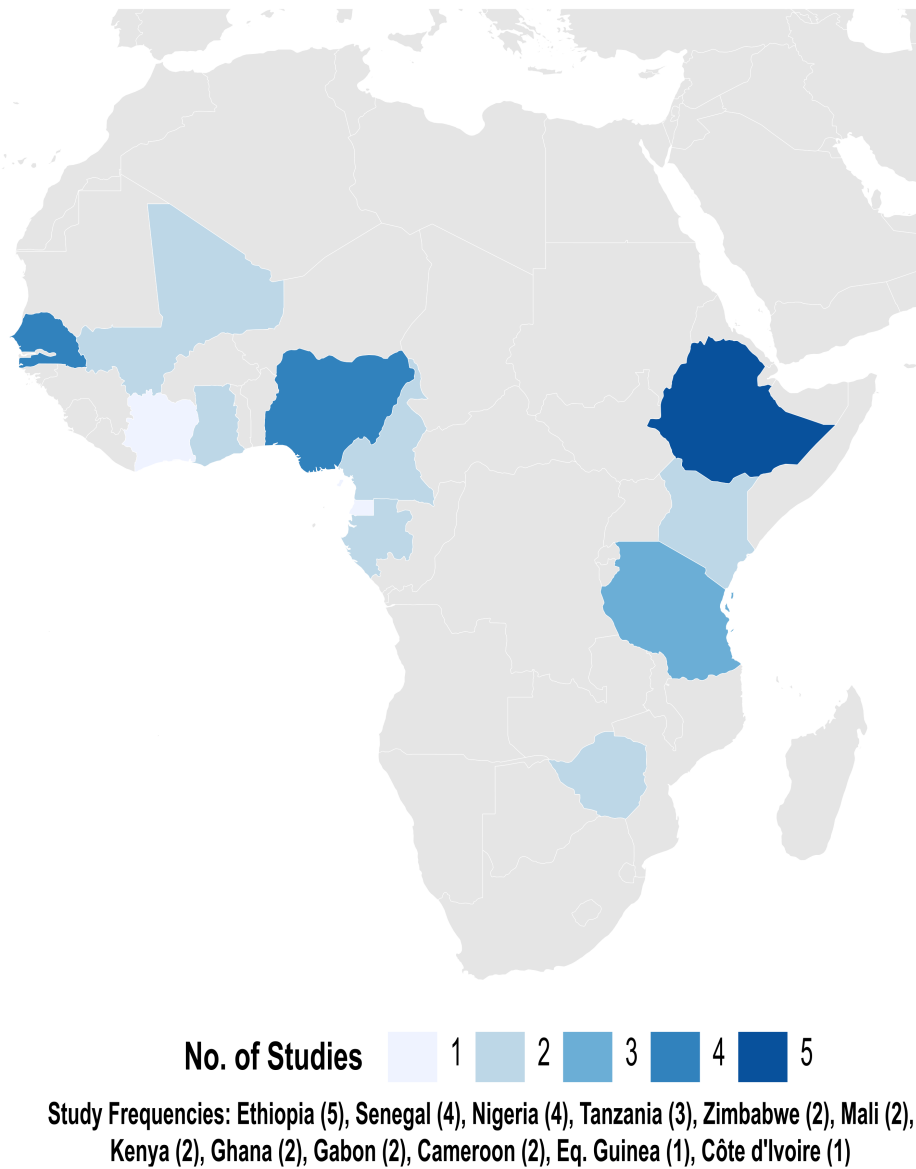 No. of Studies 1 2 3 4 5
Study Frequencies: Ethiopia (5), Senegal (4), Nigeria (4), Tanzania (3), Zimbabwe (2), Mali (2),
Kenya (2), Ghana (2), Gabon (2), Cameroon (2), Eq. Guinea (1), Côte d'Ivoire (1)